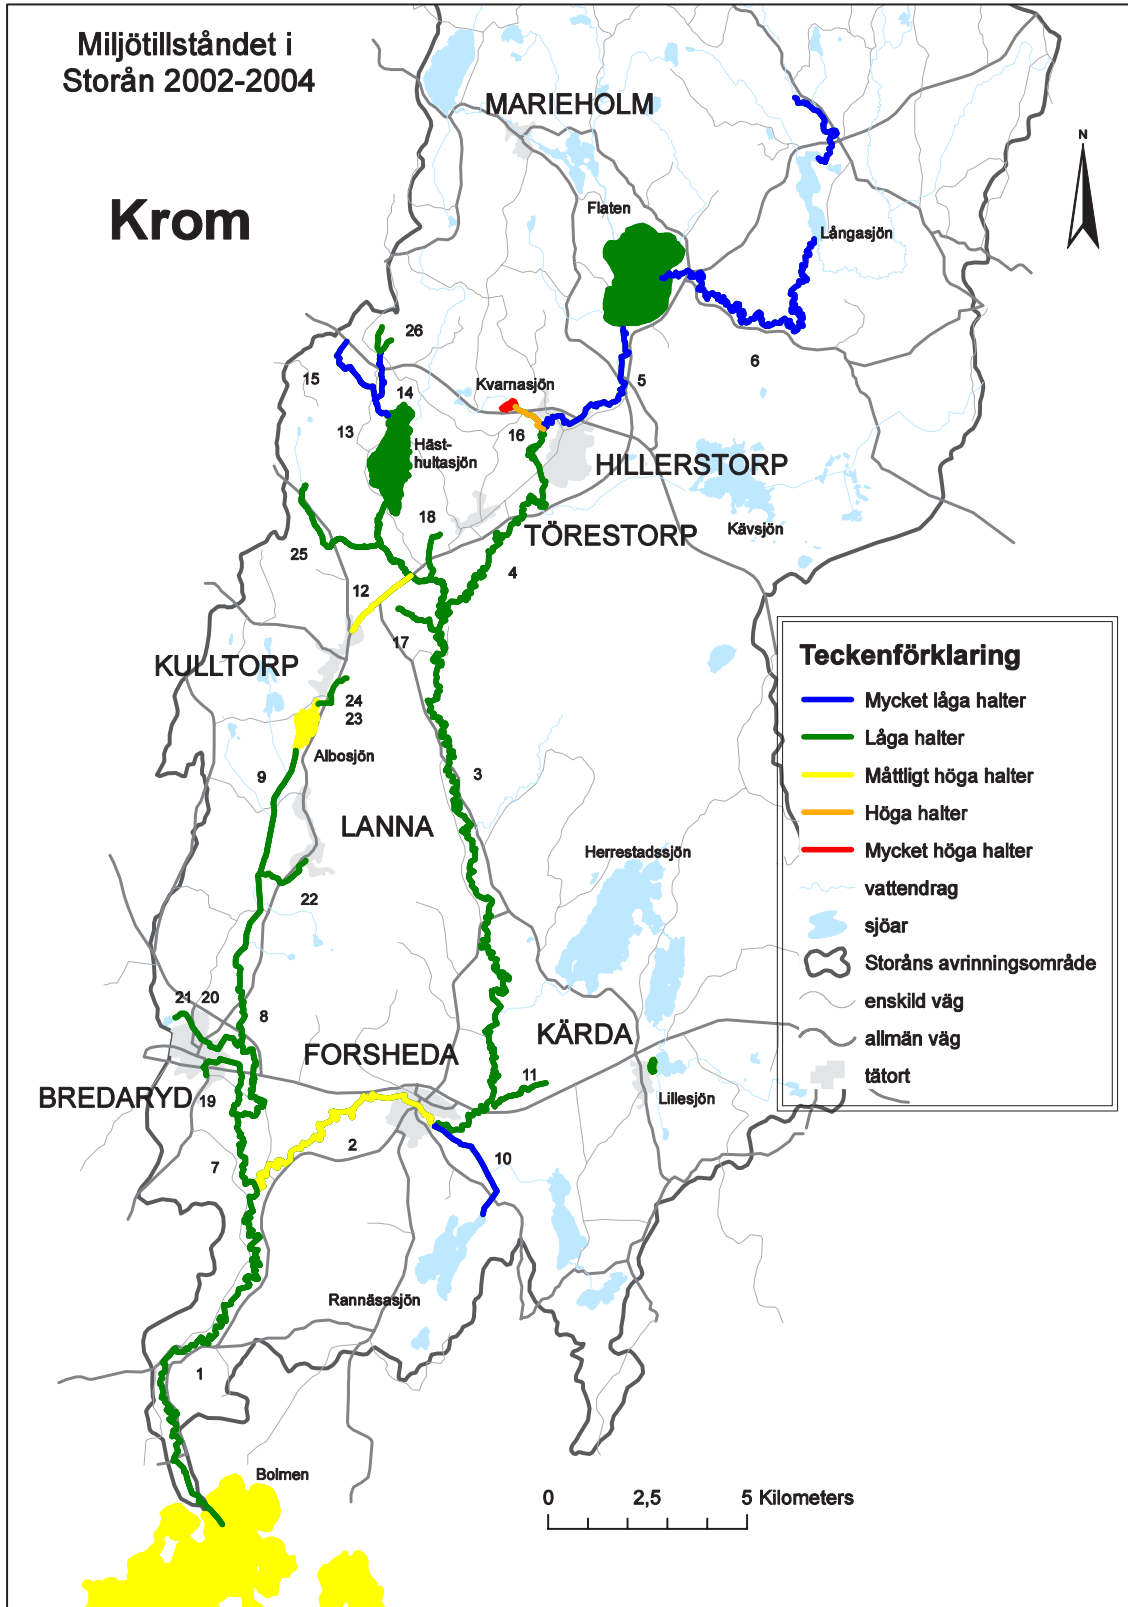 Miljötillståndet i
Storån 2002-2004
Krom
MARIEHOLM
N
Flaten
Långasjön
26
15
14
Kvarnasjön
5
6
13
16
Häst-
hultasjön
HILLERSTORP
18
Kävsjön
TÖRESTORP
25
4
12
17
KULLTORP
24
23
Albosjön
9
3
LANNA
Herrestadssjön
22
21
20
8
KÄRDA
FORSHEDA
11
BREDARYD
19
Lillesjön
2
7
10
Rannäsasjön
1
Bolmen
Teckenförklaring
Mycket låga halter
Låga halter
Måttligt höga halter
Höga halter
Mycket höga halter
vattendrag
sjöar
Storåns avrinningsområde
enskild väg
allmän väg
tätort
0 2,5 5 Kilometers